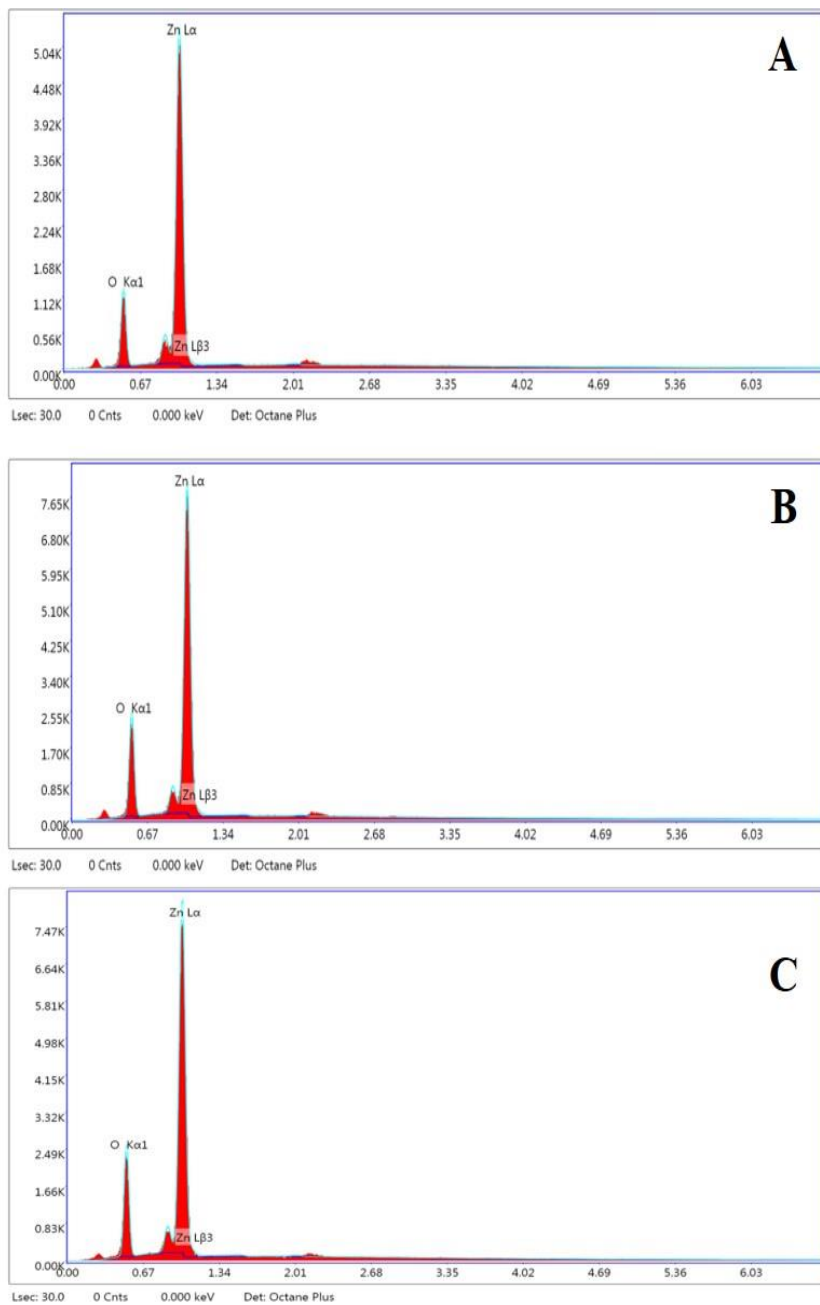 A
Zn Lα
5.04K
4.48K
3.92K
3.36K
2.80K
2.24K
1.68K
O Kα1
1.12K
0.56K
Zn Lβ3
0.00K
0.00 0.67 1.34 2.01 2.68 3.35 4.02 4.69 5.36 6.03
Lsec: 30.0 0 Cnts 0.000 keV Det: Octane Plus
B
Zn Lα
7.65K
6.80K
5.95K
5.10K
4.25K
3.40K
2.55K
O Kα1
1.70K
0.85K
Zn Lβ3
0.00K
0.00 0.67 1.34 2.01 2.68 3.35 4.02 4.69 5.36 6.03
Lsec: 30.0 0 Cnts 0.000 keV Det: Octane Plus
C
Zn Lα
7.47K
6.64K
5.81K
4.98K
4.15K
3.32K
2.49K
O Kα1
1.66K
0.83K
Zn Lβ3
0.00K
0.00 0.67 1.34 2.01 2.68 3.35 4.02 4.69 5.36 6.03
Lsec: 30.0 0 Cnts 0.000 keV Det: Octane Plus